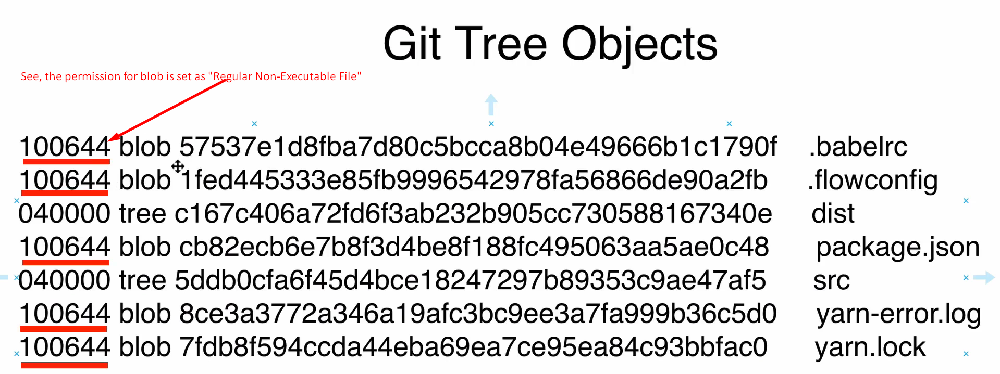 Git Tree Objects
See, the permission for blob is set as "Regular Non-Executable File"
100644 blob 57537e1d8fba7d80c5bcca8b04e49666b1c1790f .babelrc
100644 blob 1fed445333e85fb9996542978fa56866de90a2fb .flowconfig
040000 tree c167c406a72fd6f3ab232b905cc730588167340e dist
100644 blob cb82ecb6e7b8f3d4be8f188fc495063aa5ae0c48 package.json
040000 tree 5ddb0cfa6f45d4bce18247297b89353c9ae47af5 src
100644 blob 8ce3a3772a346a19afc3bc9ee3a7fa999b36c5d0 yarn-error.log
100644 blob 7fdb8f594ccda44eba69ea7ce95ea84c93bbfac0 yarn.lock